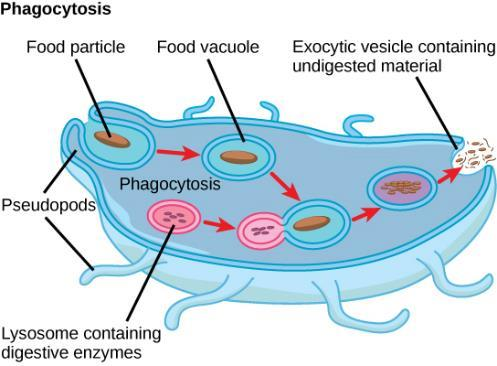 Phagocytosis
Food particle
Food vacuole
Exocytic vesicle containing
undigested material
Phagocytosis
Pseudopods
Lysosome containing
digestive enzymes